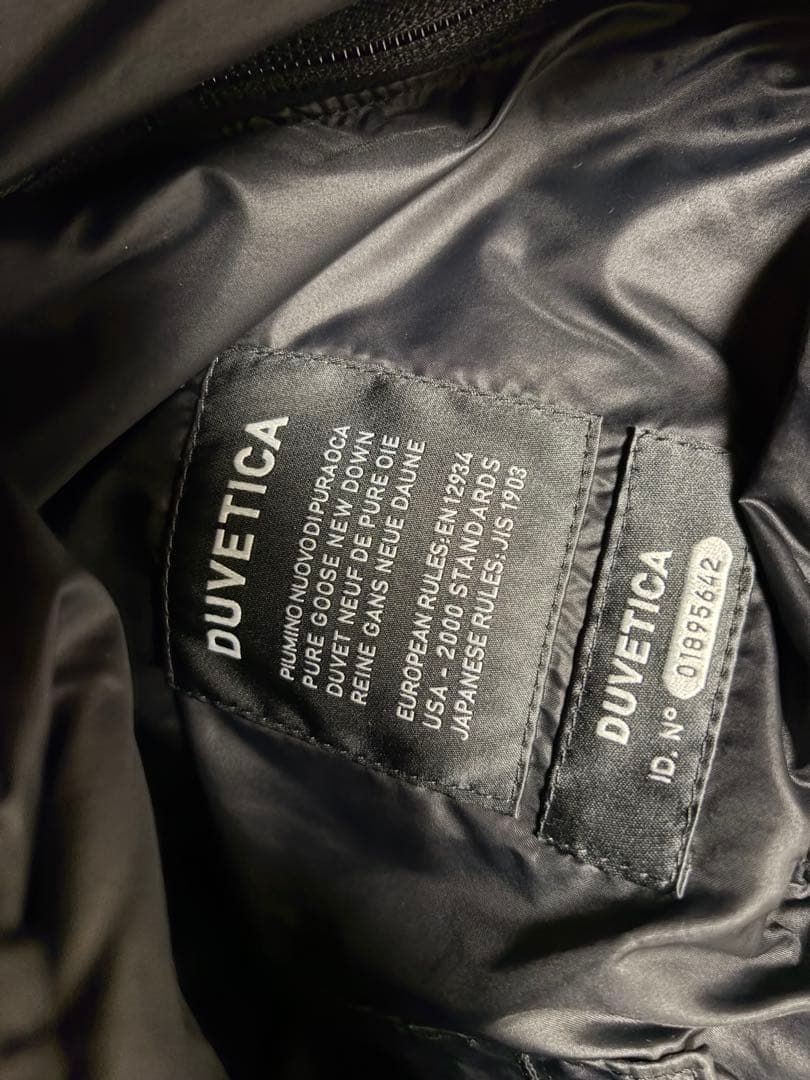 DUVETICA
PIUMINO NUOVO DI PURA OCA
PURE GOOSE NEW DOWN
DUVET NEUF DE PURE OIE
REINE GANS NEUE DAUNE
EUROPEAN RULES: EN 12934
USA - 2000 STANDARDS
JAPANESE RULES: JIS 1903
DUVETICA
ID. Nº 01895642